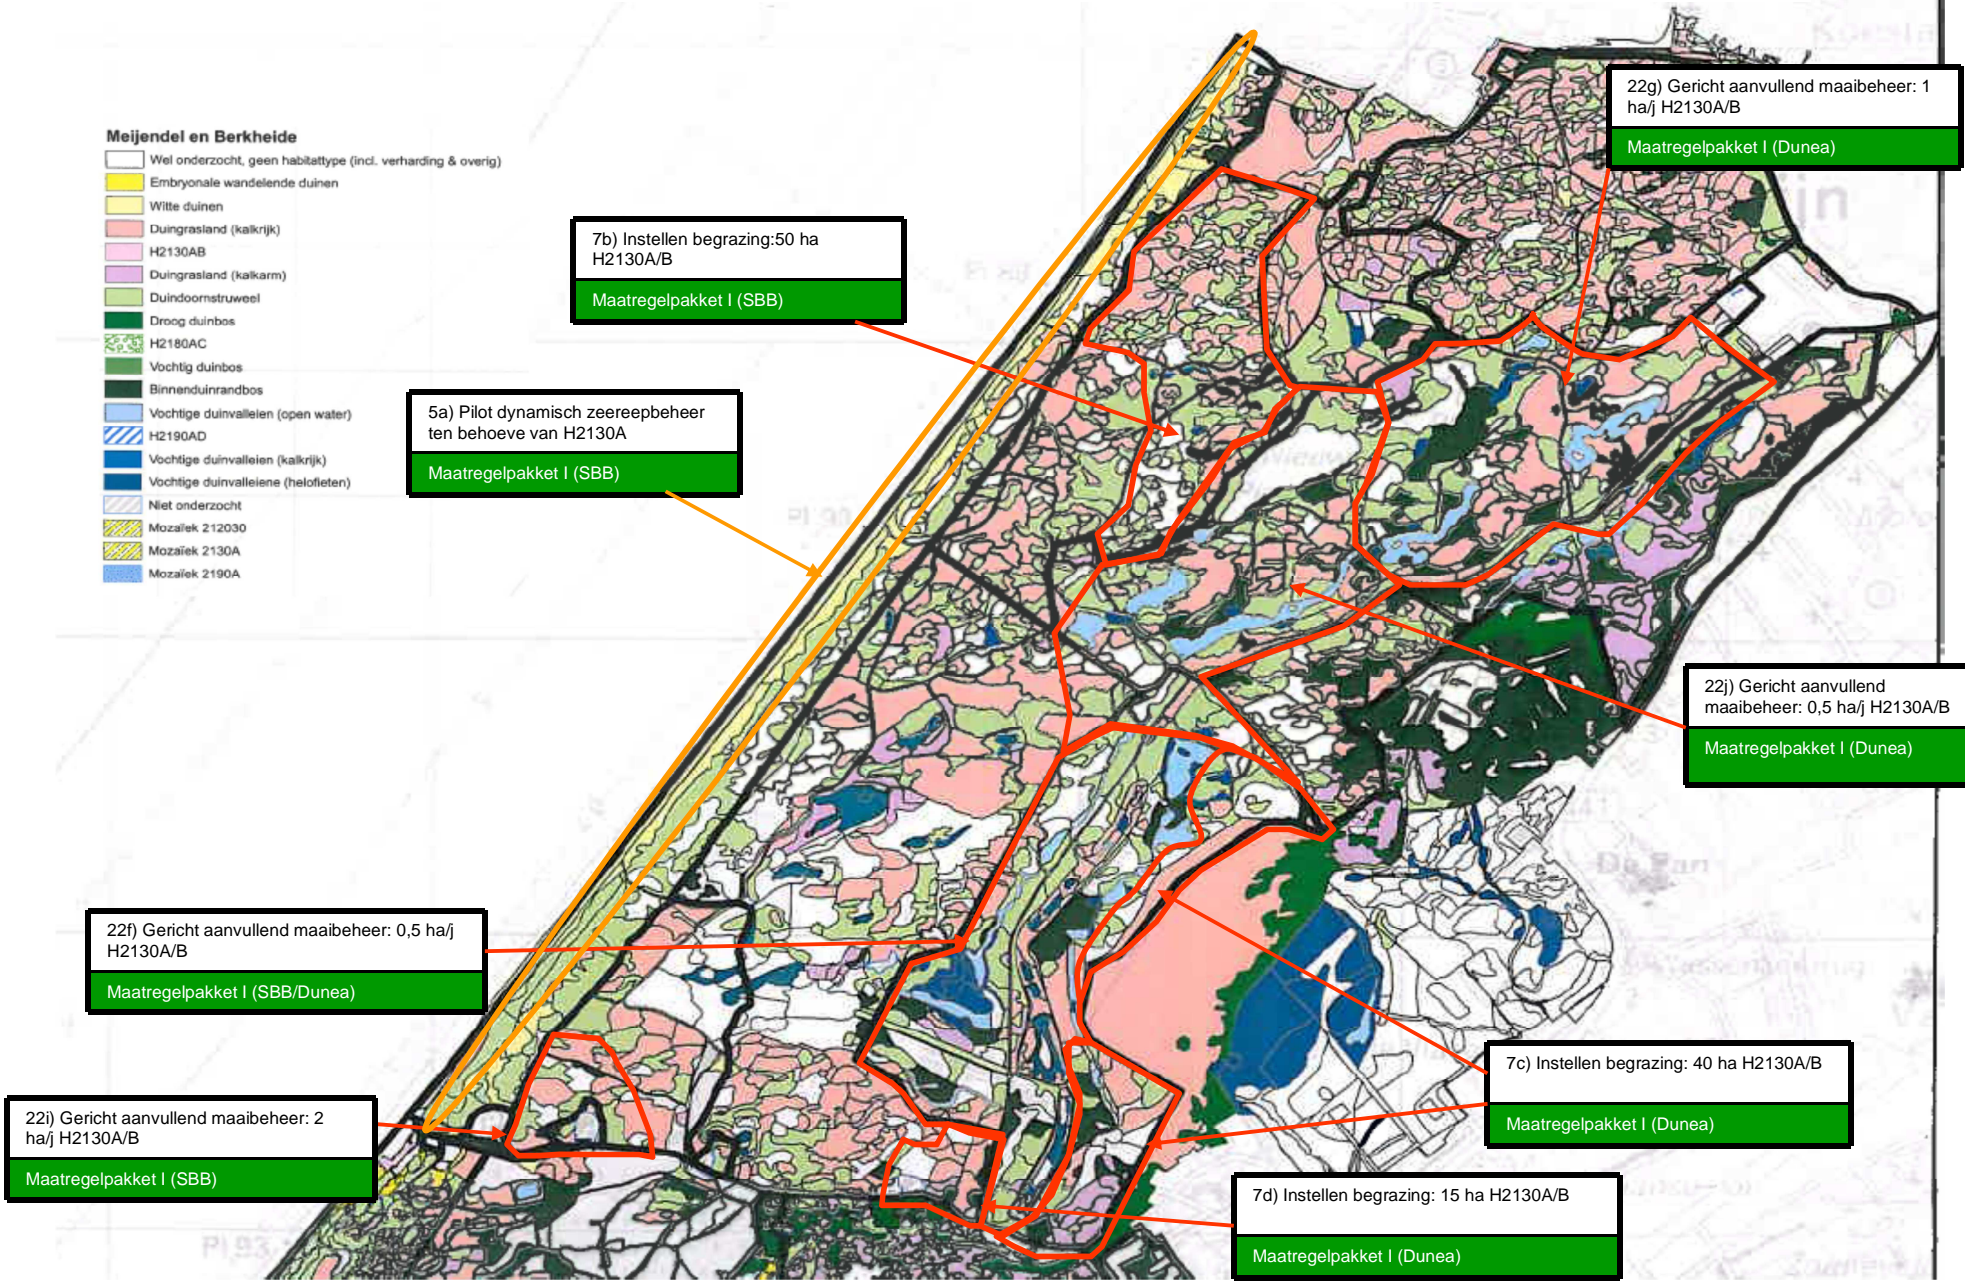 Meijendel en Berkheide
Wel onderzocht, geen habitattype (incl. verharding & overig)
Embryonale wandelende duinen
Witte duinen
Duingrasland (kalkrijk)
H2130AB
Duingrasland (kalkarm)
Duindoornstruweel
Droog duinbos
H2180AC
Vochtig duinbos
Binnenduinrandbos
Vochtige duinvalleien (open water)
H2190AD
Vochtige duinvalleien (kalkrijk)
Vochtige duinvalleiene (helofieten)
Niet onderzocht
Mozaïek 212030
Mozaïek 2130A
Mozaïek 2190A
22g) Gericht aanvullend maaibeheer: 1
ha/j H2130A/B
Maatregelpakket I (Dunea)
7b) Instellen begrazing:50 ha
H2130A/B
Maatregelpakket I (SBB)
5a) Pilot dynamisch zeereepbeheer
ten behoeve van H2130A
Maatregelpakket I (SBB)
22j) Gericht aanvullend
maaibeheer: 0,5 ha/j H2130A/B
Maatregelpakket I (Dunea)
22f) Gericht aanvullend maaibeheer: 0,5 ha/j
H2130A/B
Maatregelpakket I (SBB/Dunea)
7c) Instellen begrazing: 40 ha H2130A/B
Maatregelpakket I (Dunea)
22i) Gericht aanvullend maaibeheer: 2
ha/j H2130A/B
Maatregelpakket I (SBB)
7d) Instellen begrazing: 15 ha H2130A/B
Maatregelpakket I (Dunea)
jn
Pl.93